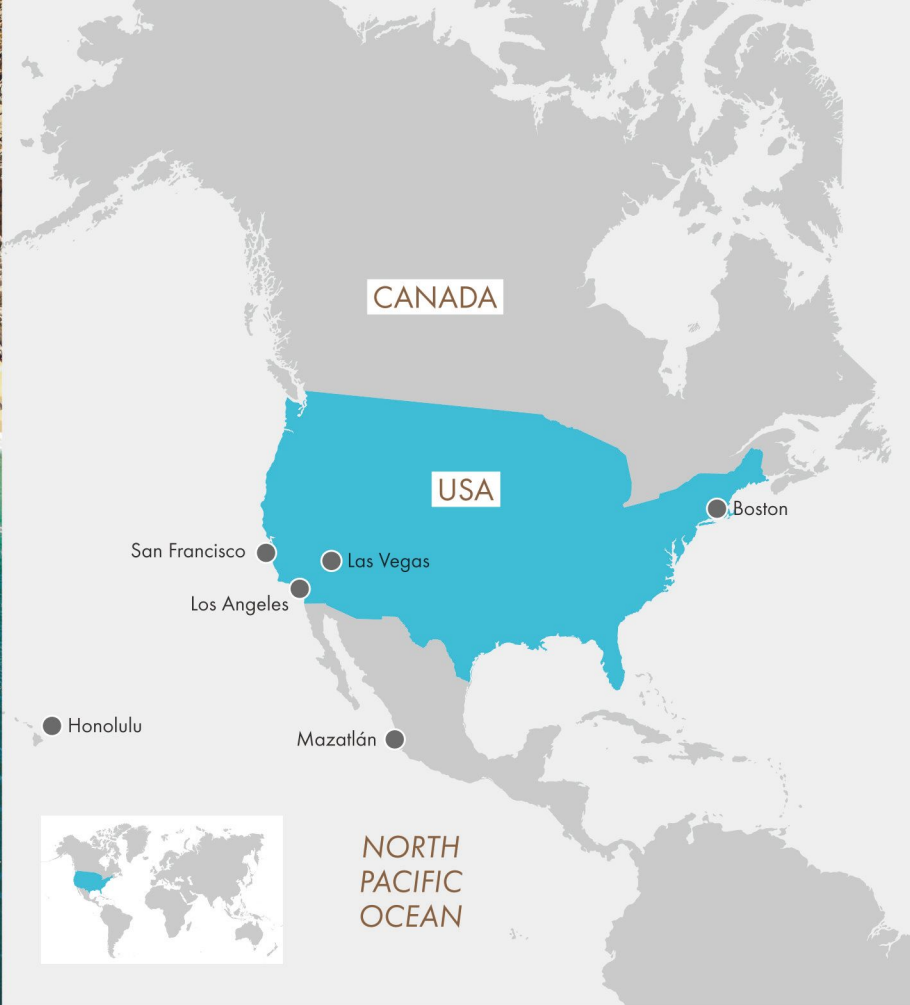 CANADA
USA
Boston
San Francisco
Las Vegas
Los Angeles
Honolulu
Mazatlán
NORTH
PACIFIC
OCEAN